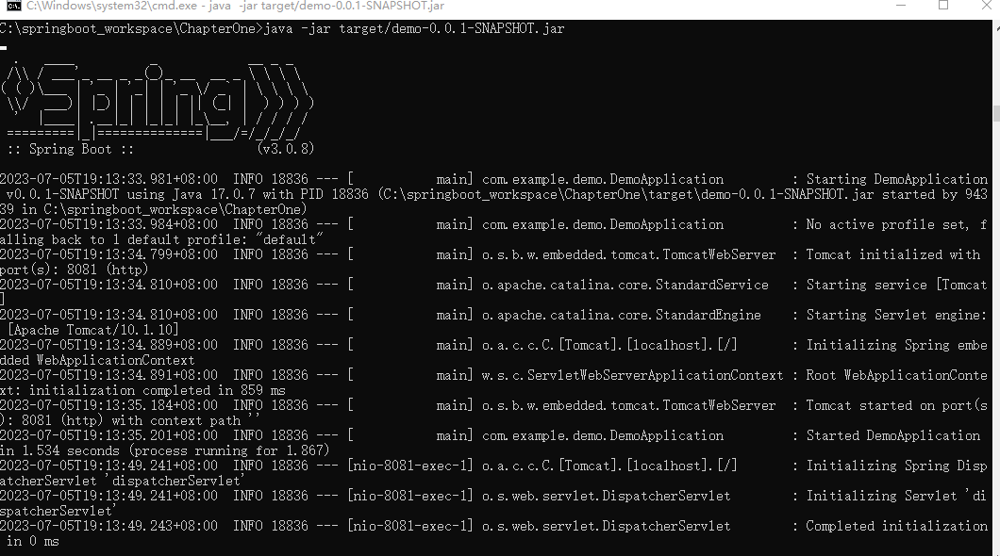 C:\Windows\system32\cmd.exe - java  -jar target/demo-0.0.1-SNAPSHOT.jar
C:\springboot_workspace\ChapterOne>java -jar target/demo-0.0.1-SNAPSHOT.jar
  .   ____          _            __ _ _
 /\\ / ___'_ __ _ _(_)_ __  __ _ \ \ \ \
( ( )\___ | '_ | '_| | '_ \/ _` | \ \ \ \
 \\/  ___)| |_)| | | | | || (_| |  ) ) ) )
  '  |____| .__|_| |_|_| |_\__, | / / / /
 =========|_|==============|___/=/_/_/_/
 :: Spring Boot ::                (v3.0.8)
2023-07-05T19:13:33.981+08:00  INFO 18836 --- [           main] com.example.demo.DemoApplication         : Starting DemoApplication
 v0.0.1-SNAPSHOT using Java 17.0.7 with PID 18836 (C:\springboot_workspace\ChapterOne\target\demo-0.0.1-SNAPSHOT.jar started by 943
39 in C:\springboot_workspace\ChapterOne)
2023-07-05T19:13:33.984+08:00  INFO 18836 --- [           main] com.example.demo.DemoApplication         : No active profile set, f
alling back to 1 default profile: "default"
2023-07-05T19:13:34.799+08:00  INFO 18836 --- [           main] o.s.b.w.embedded.tomcat.TomcatWebServer  : Tomcat initialized with
port(s): 8081 (http)
2023-07-05T19:13:34.810+08:00  INFO 18836 --- [           main] o.apache.catalina.core.StandardService   : Starting service [Tomcat
]
2023-07-05T19:13:34.810+08:00  INFO 18836 --- [           main] o.apache.catalina.core.StandardEngine    : Starting Servlet engine:
 [Apache Tomcat/10.1.10]
2023-07-05T19:13:34.889+08:00  INFO 18836 --- [           main] o.a.c.c.C.[Tomcat].[localhost].[/]       : Initializing Spring embe
dded WebApplicationContext
2023-07-05T19:13:34.891+08:00  INFO 18836 --- [           main] w.s.c.ServletWebServerApplicationContext : Root WebApplicationConte
xt: initialization completed in 859 ms
2023-07-05T19:13:35.184+08:00  INFO 18836 --- [           main] o.s.b.w.embedded.tomcat.TomcatWebServer  : Tomcat started on port(s
): 8081 (http) with context path ''
2023-07-05T19:13:35.201+08:00  INFO 18836 --- [           main] com.example.demo.DemoApplication         : Started DemoApplication
in 1.534 seconds (process running for 1.867)
2023-07-05T19:13:49.241+08:00  INFO 18836 --- [nio-8081-exec-1] o.a.c.c.C.[Tomcat].[localhost].[/]       : Initializing Spring Disp
atcherServlet 'dispatcherServlet'
2023-07-05T19:13:49.241+08:00  INFO 18836 --- [nio-8081-exec-1] o.s.web.servlet.DispatcherServlet        : Initializing Servlet 'di
spatcherServlet'
2023-07-05T19:13:49.243+08:00  INFO 18836 --- [nio-8081-exec-1] o.s.web.servlet.DispatcherServlet        : Completed initialization
 in 0 ms